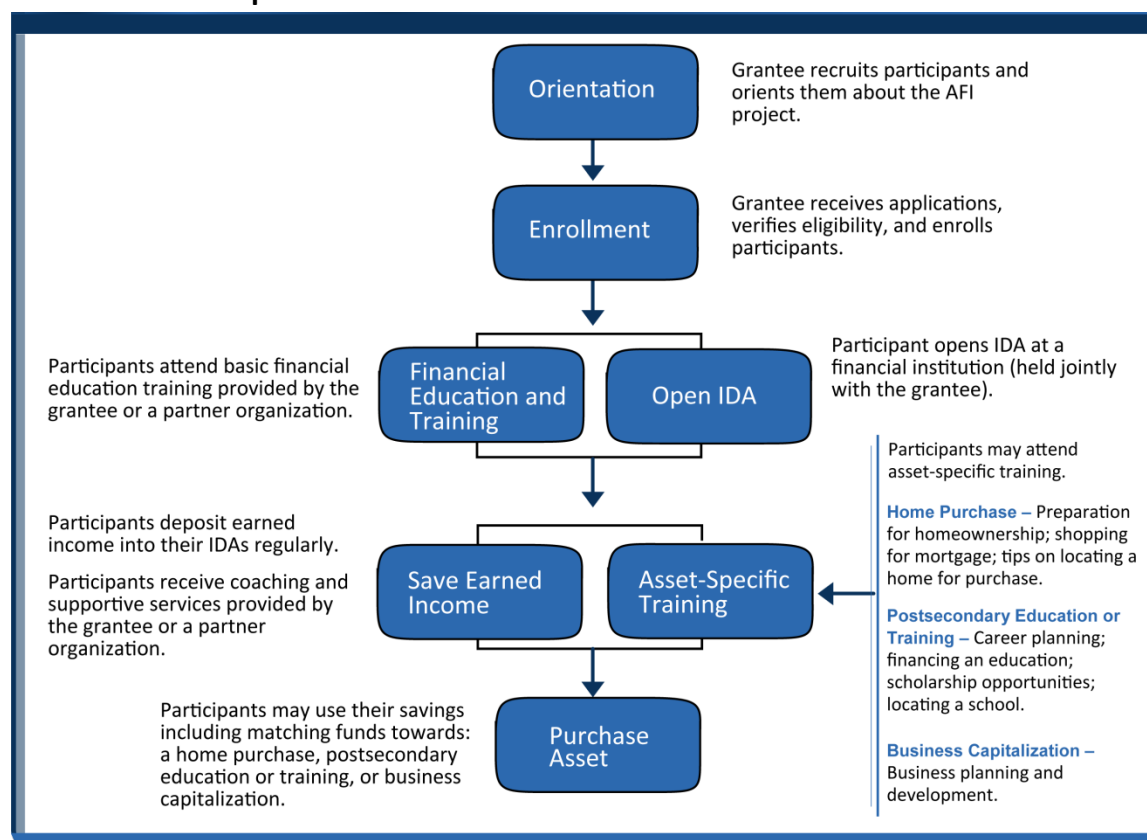 Orientation
Grantee recruits participants and
orients them about the AFI
project.
Enrollment
Grantee receives applications,
verifies eligibility, and enrolls
participants.
Participants attend basic financial
education training provided by the
grantee or a partner organization.
Financial
Education and
Training
Open IDA
Participant opens IDA at a
financial institution (held jointly
with the grantee).
Participants deposit earned
income into their IDAs regularly.
Participants receive coaching and
supportive services provided by
the grantee or a partner
organization.
Save Earned
Income
Asset-Specific
Training
Participants may attend
asset-specific training.
Home Purchase – Preparation
for homeownership; shopping
for mortgage; tips on locating a
home for purchase.
Postsecondary Education or
Training – Career planning;
financing an education;
scholarship opportunities;
locating a school.
Business Capitalization –
Business planning and
development.
Participants may use their savings
including matching funds towards:
a home purchase, postsecondary
education or training, or business
capitalization.
Purchase
Asset